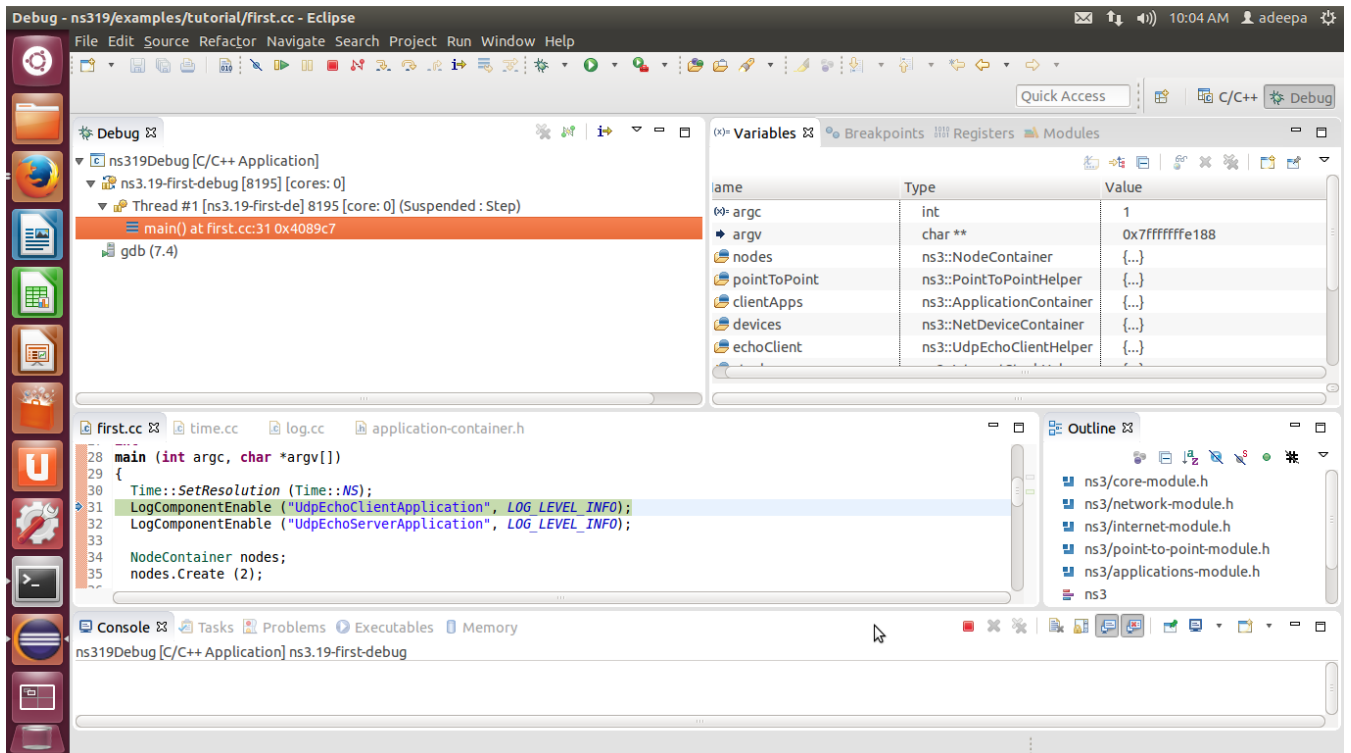 Debug - ns319/examples/tutorial/first.cc - Eclipse
10:04 AM adeepa
File Edit Source Refactor Navigate Search Project Run Window Help
Quick Access
C/C++ Debug
Debug
ns319Debug [C/C++ Application]
ns3.19-first-debug [8195] [cores: 0]
Thread #1 [ns3.19-first-de] 8195 [core: 0] (Suspended : Step)
main() at first.cc:31 0x4089c7
gdb (7.4)
(x)= Variables Breakpoints Registers Modules
ame Type Value
(x)= argc int 1
argv char ** 0x7fffffffe188
nodes ns3::NodeContainer {...}
pointToPoint ns3::PointToPointHelper {...}
clientApps ns3::ApplicationContainer {...}
devices ns3::NetDeviceContainer {...}
echoClient ns3::UdpEchoClientHelper {...}
first.cc time.cc log.cc application-container.h
28 main (int argc, char *argv[])
29 {
30 Time::SetResolution (Time::NS);
31 LogComponentEnable ("UdpEchoClientApplication", LOG_LEVEL_INFO);
32 LogComponentEnable ("UdpEchoServerApplication", LOG_LEVEL_INFO);
33
34 NodeContainer nodes;
35 nodes.Create (2);
Outline
ns3/core-module.h
ns3/network-module.h
ns3/internet-module.h
ns3/point-to-point-module.h
ns3/applications-module.h
ns3
Console Tasks Problems Executables Memory
ns319Debug [C/C++ Application] ns3.19-first-debug